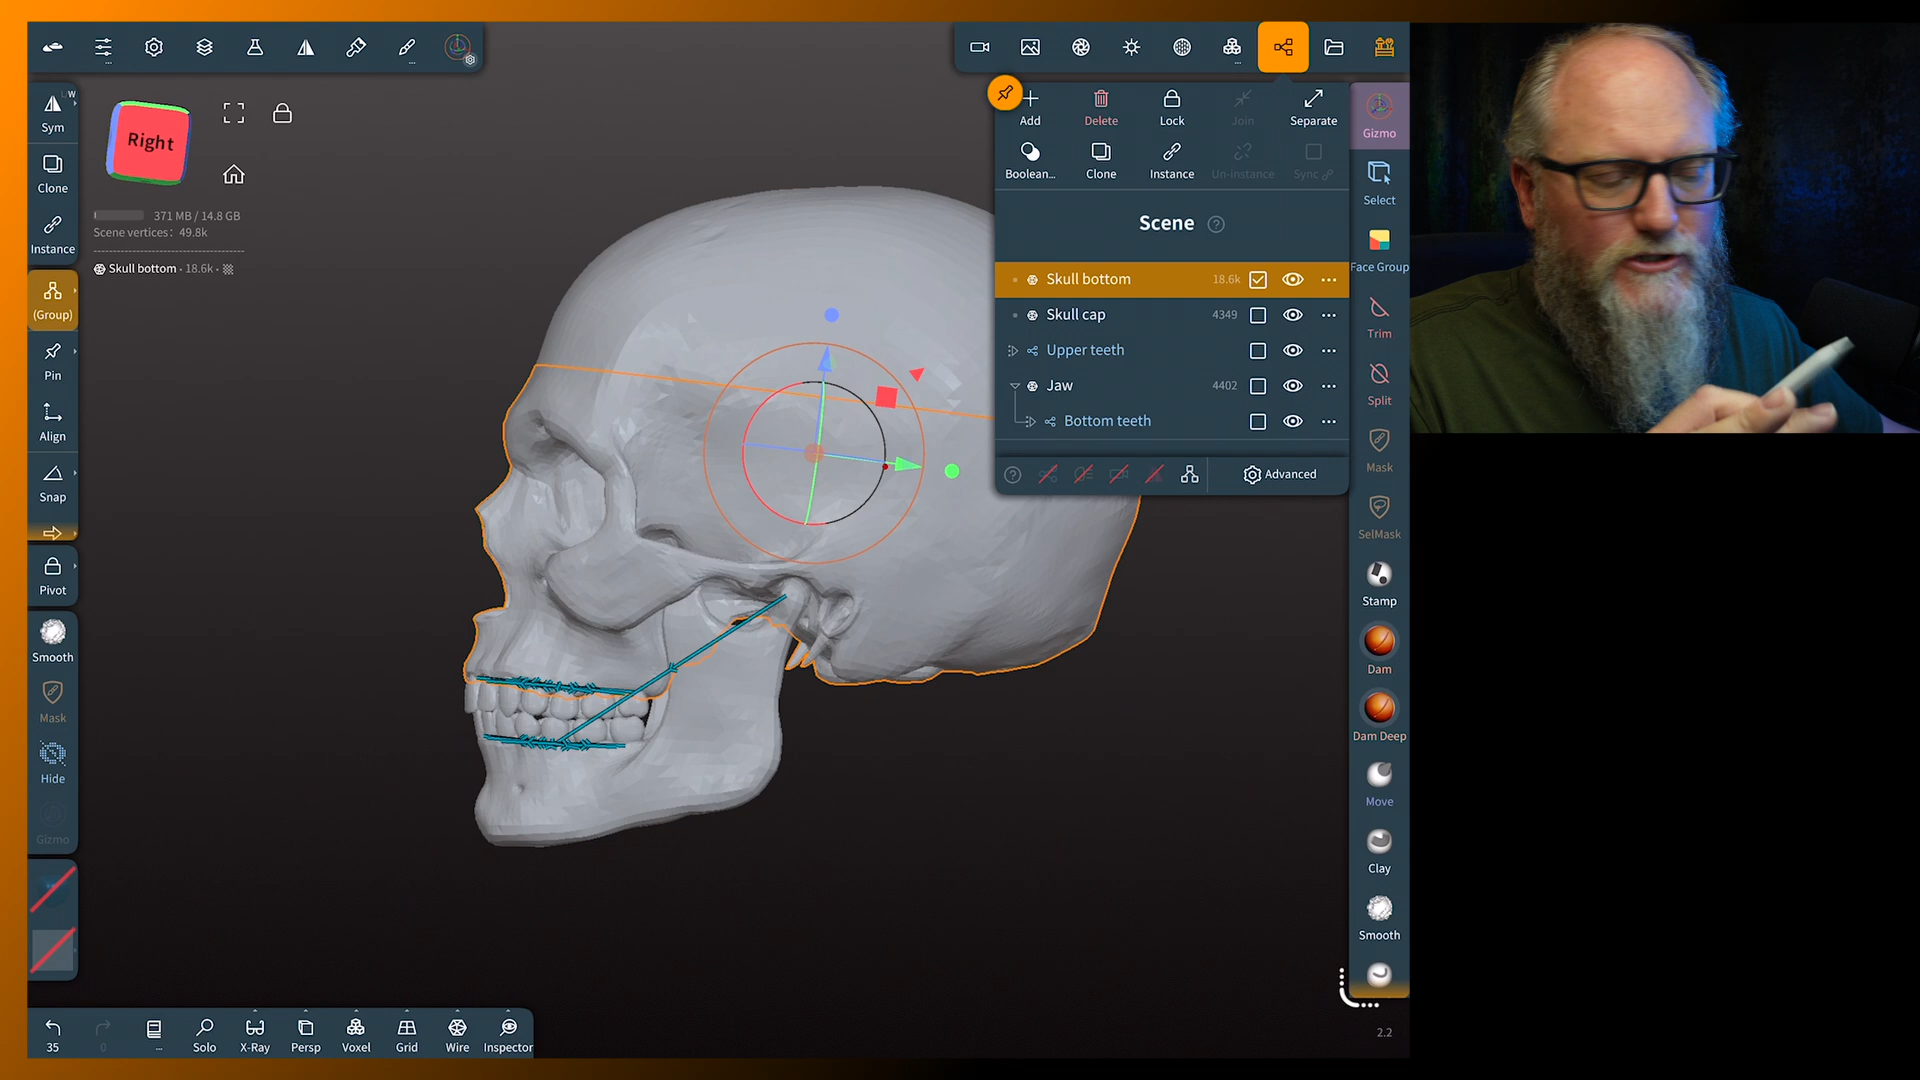 W
Sym
Clone
Instance
(Group)
Pin
Align
Snap
Pivot
Smooth
Mask
Hide
Gizmo
Right
371 MB / 14.8 GB
Scene vertices: 49.8k
Skull bottom • 18.6k •
Add
Delete
Lock
Join
Separate
Boolean...
Clone
Instance
Un-instance
Sync
Scene ?
Skull bottom 18.6k ...
Skull cap 4349 ...
Upper teeth ...
Jaw 4402 ...
Bottom teeth ...
? Advanced
Gizmo
Select
Face Group
Trim
Split
Mask
SelMask
Stamp
Dam
Dam Deep
Move
Clay
Smooth
35
0
...
Solo
X-Ray
Persp
Voxel
Grid
Wire
Inspector
2.2